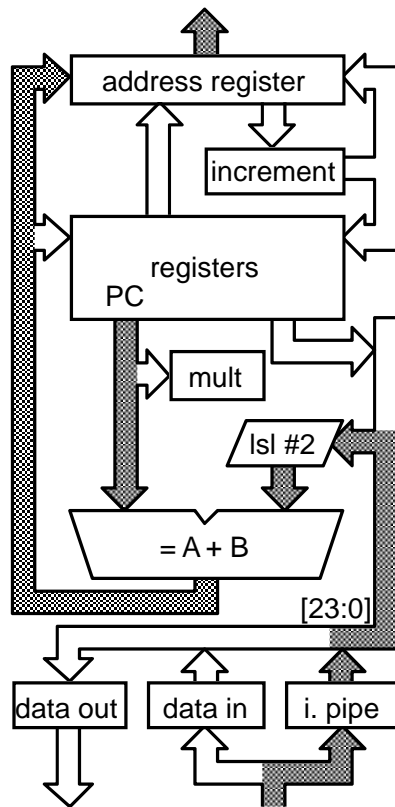 address register
increment
registers
PC
mult
lsl #2
= A + B
[23:0]
data out
data in
i. pipe